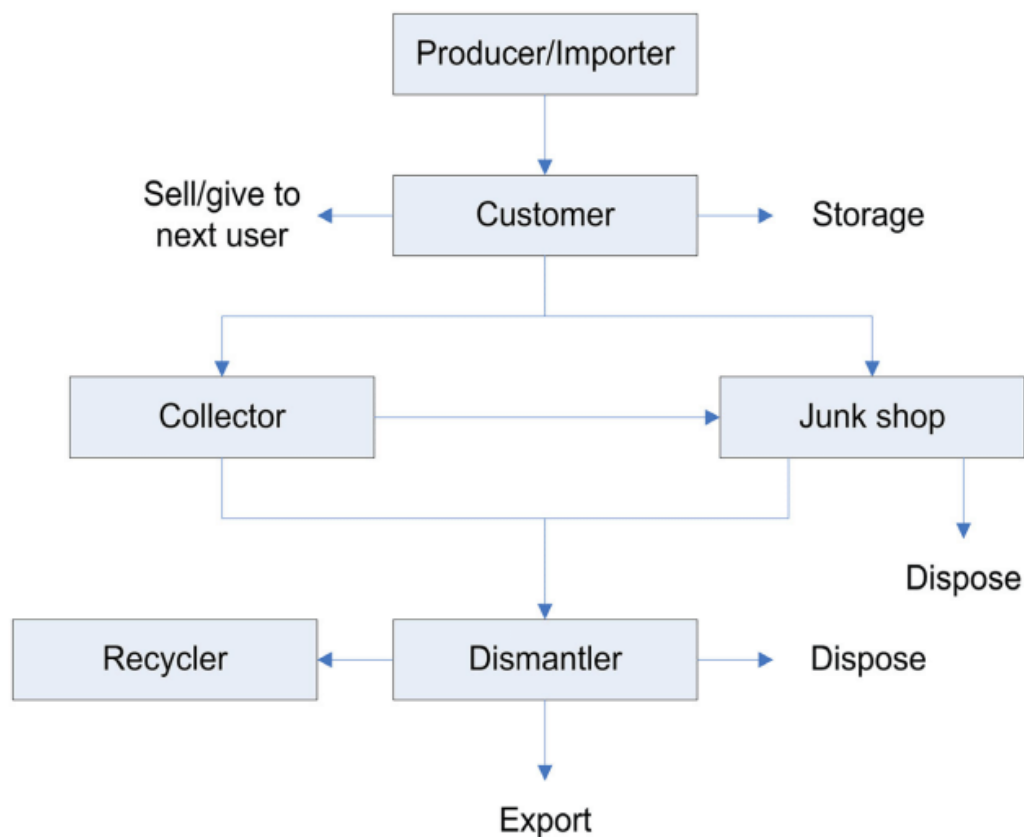 Producer/Importer
Sell/give to
next user
Customer
Storage
Collector
Junk shop
Dispose
Recycler
Dismantler
Dispose
Export